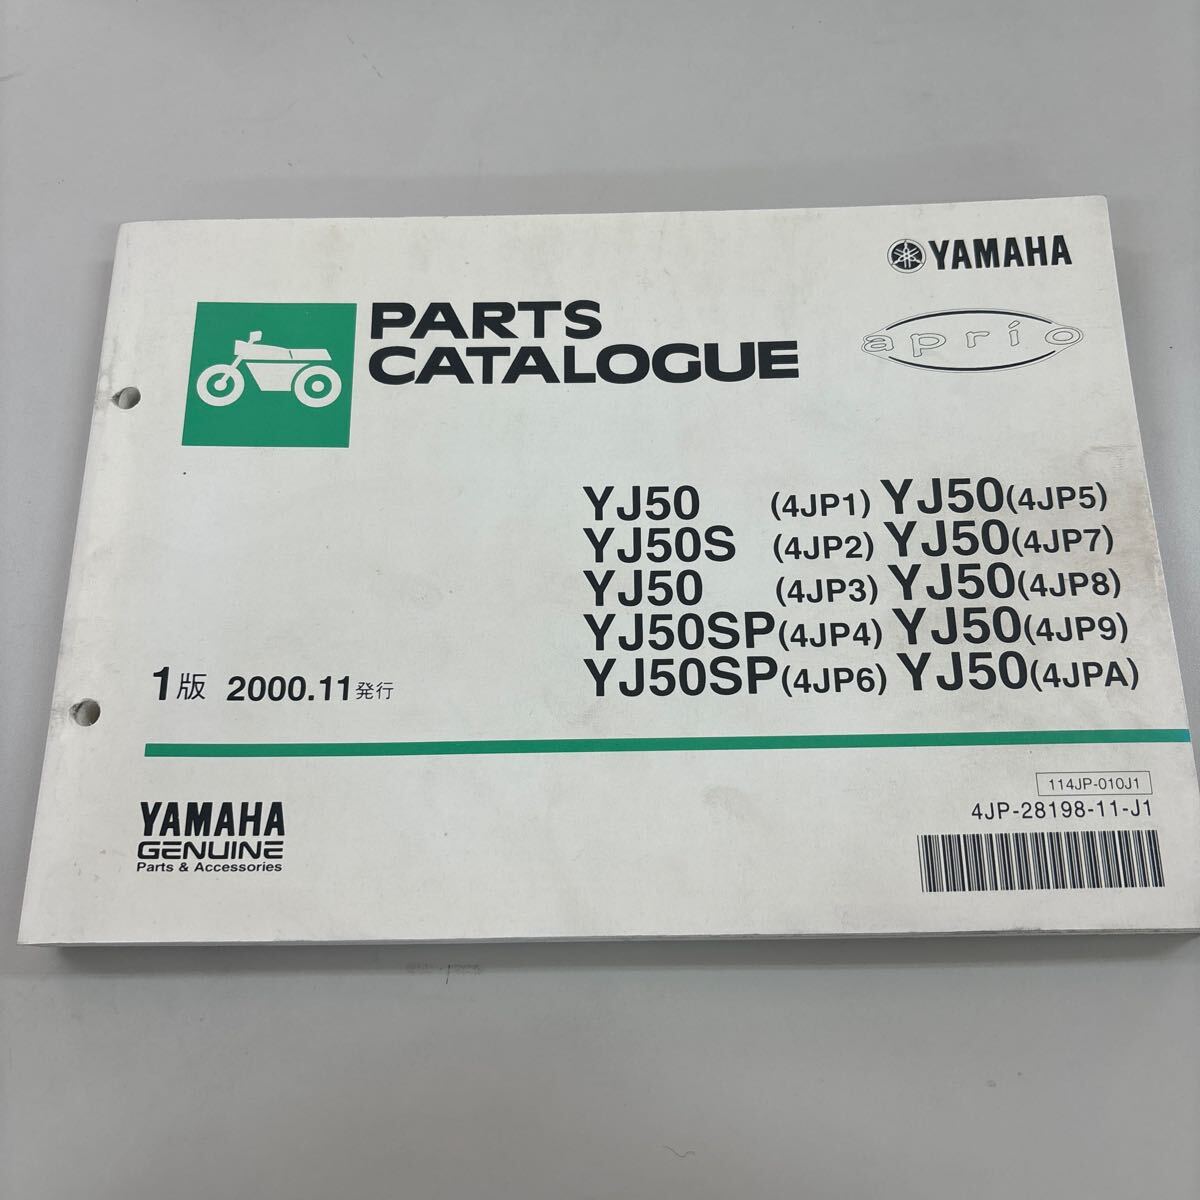 YAMAHA
aprio
PARTS
CATALOGUE
YJ50 (4JP1) YJ50(4JP5)
YJ50S (4JP2) YJ50(4JP7)
YJ50 (4JP3) YJ50(4JP8)
YJ50SP(4JP4) YJ50(4JP9)
YJ50SP(4JP6) YJ50(4JPA)
1版 2000.11発行
114JP-010J1
4JP-28198-11-J1
YAMAHA
GENUINE
Parts & Accessories